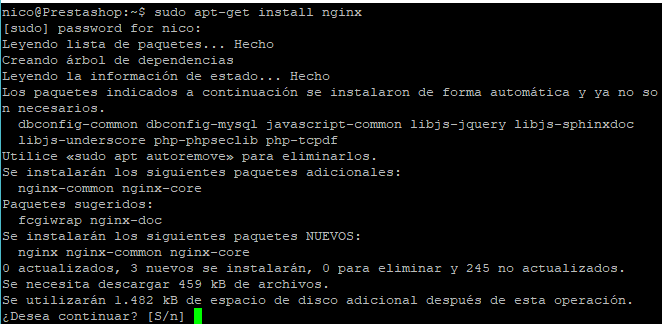 nico@Prestashop:~$ sudo apt-get install nginx
[sudo] password for nico:
Leyendo lista de paquetes... Hecho
Creando árbol de dependencias
Leyendo la información de estado... Hecho
Los paquetes indicados a continuación se instalaron de forma automática y ya no so
n necesarios.
  dbconfig-common dbconfig-mysql javascript-common libjs-jquery libjs-sphinxdoc
  libjs-underscore php-phpseclib php-tcpdf
Utilice «sudo apt autoremove» para eliminarlos.
Se instalarán los siguientes paquetes adicionales:
  nginx-common nginx-core
Paquetes sugeridos:
  fcgiwrap nginx-doc
Se instalarán los siguientes paquetes NUEVOS:
  nginx nginx-common nginx-core
0 actualizados, 3 nuevos se instalarán, 0 para eliminar y 245 no actualizados.
Se necesita descargar 459 kB de archivos.
Se utilizarán 1.482 kB de espacio de disco adicional después de esta operación.
¿Desea continuar? [S/n]